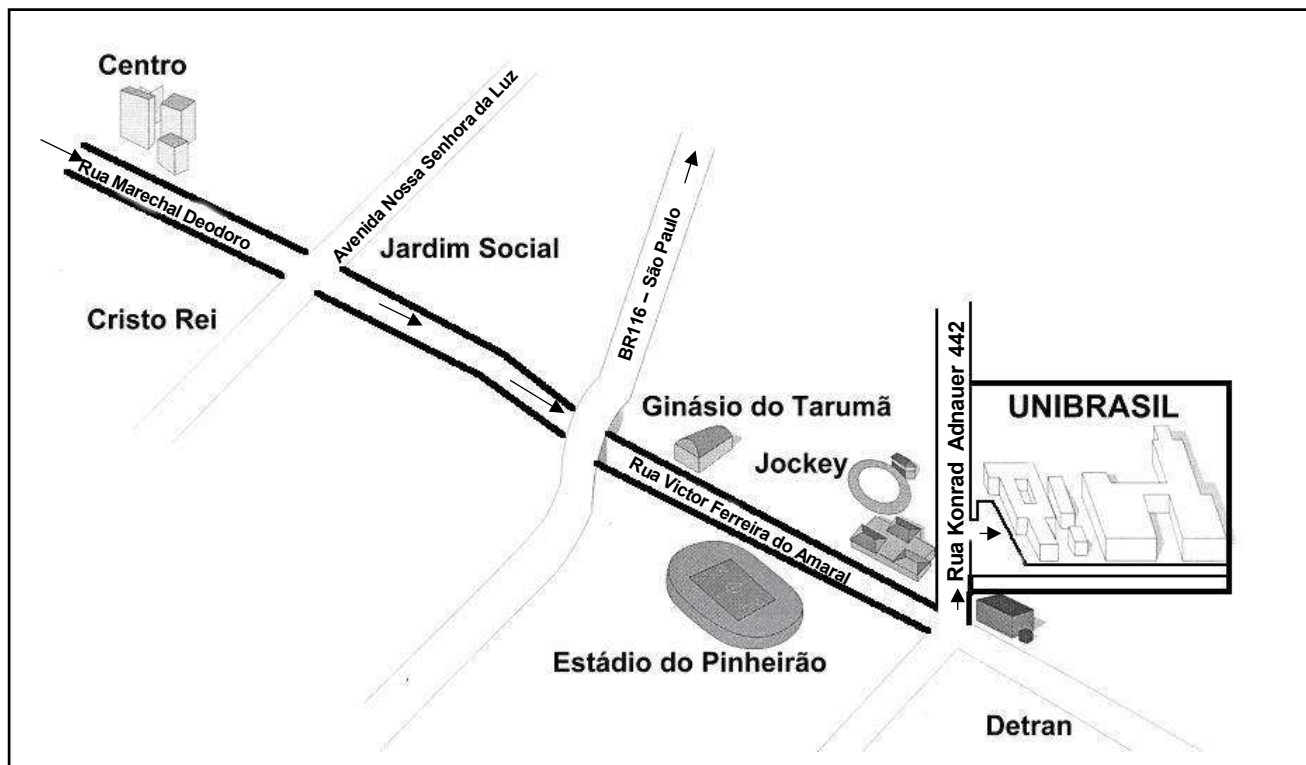 Centro
Rua Marechal Deodoro
Avenida Nossa Senhora da Luz
Jardim Social
Cristo Rei
BR116 – São Paulo
Ginásio do Tarumã
Jockey
Rua Victor Ferreira do Amaral
Rua Konrad Adnauer 442
UNIBRASIL
Estádio do Pinheirão
Detran